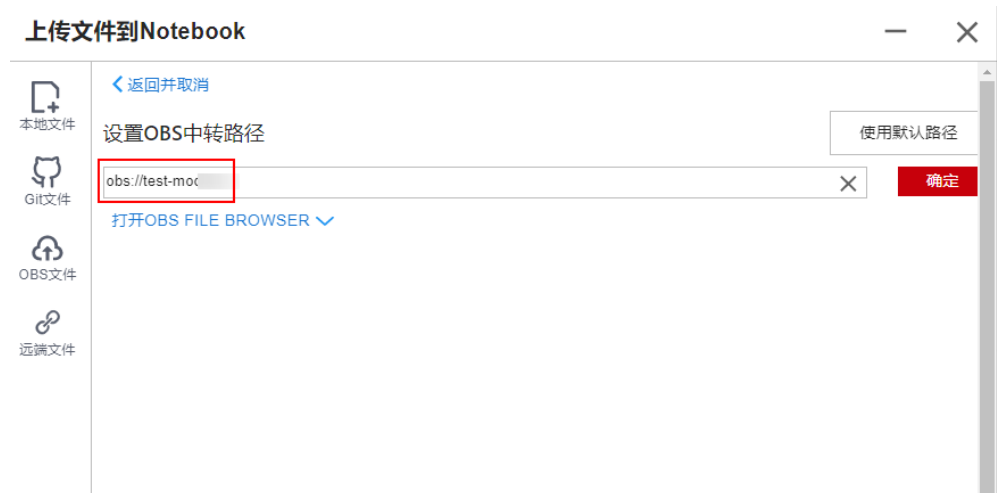 上传文件到Notebook
返回并取消
本地文件
设置OBS中转路径
使用默认路径
obs://test-mod
确定
Git文件
打开OBS FILE BROWSER
OBS文件
远端文件